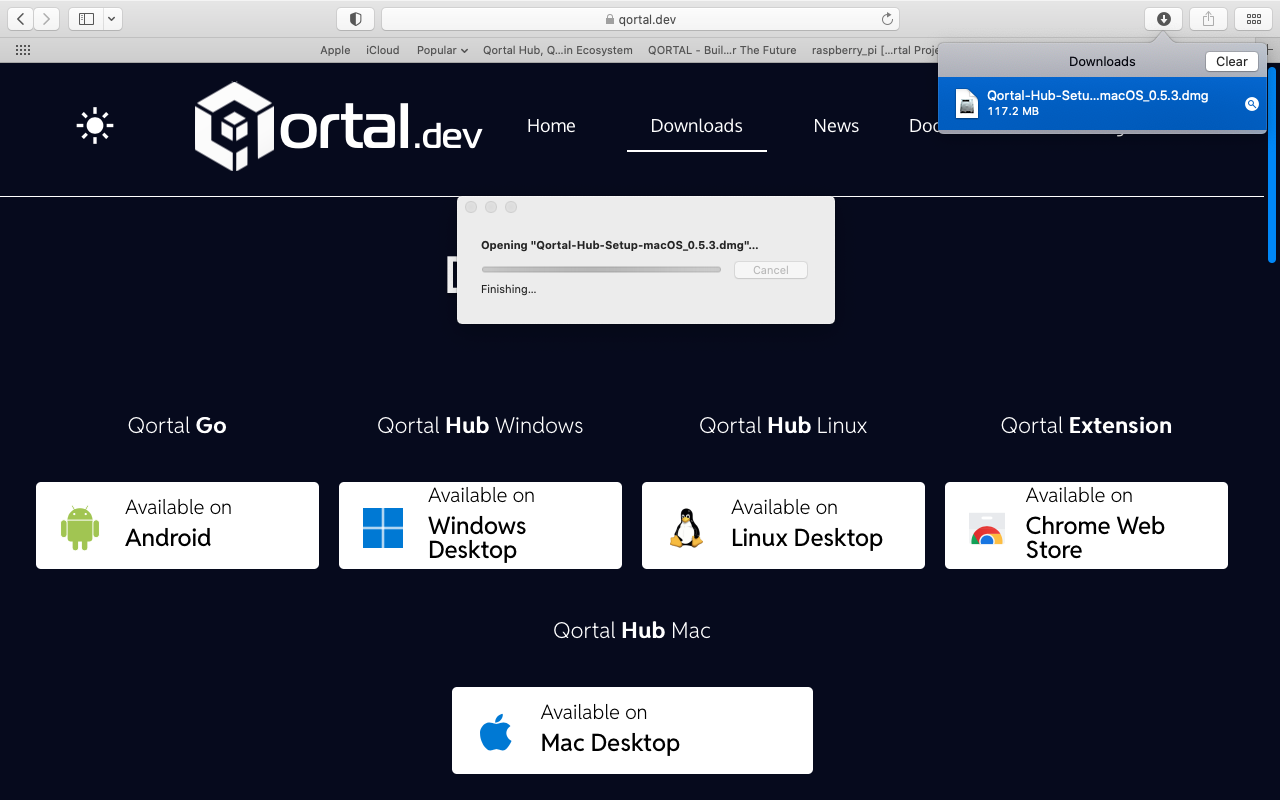 qortal.dev
Apple iCloud Popular Qortal Hub, Q...in Ecosystem QORTAL - Buil...r The Future raspberry_pi [...rtal Proje
Downloads Clear
Qortal-Hub-Setu...macOS_0.5.3.dmg
117.2 MB
Qortal.dev
Home Downloads News
Opening "Qortal-Hub-Setup-macOS_0.5.3.dmg"...
Cancel
Finishing...
Qortal Go
Qortal Hub Windows
Qortal Hub Linux
Qortal Extension
Available on
Android
Available on
Windows
Desktop
Available on
Linux Desktop
Available on
Chrome Web
Store
Qortal Hub Mac
Available on
Mac Desktop